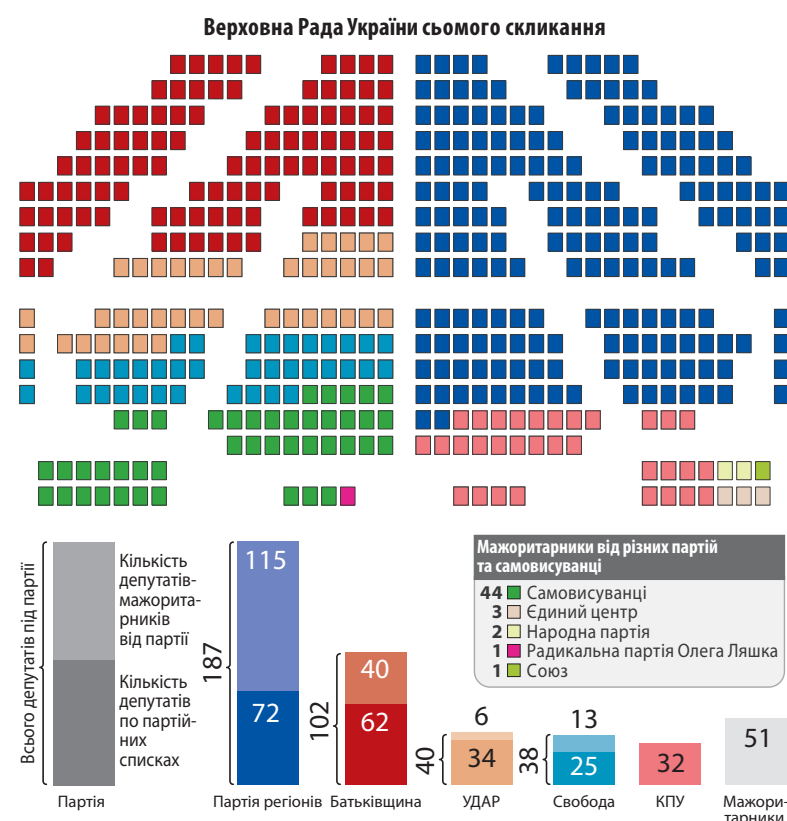 Верховна Рада України сьомого скликання
Всього депутатів від партії
Кількість
депутатів-
мажорита-
рників
від партії
Кількість
депутатів
по партій-
них
списках
Партія
187
115
72
Партія регіонів
102
40
62
Батьківщина
40
6
34
УДАР
38
13
25
Свобода
32
КПУ
51
Мажори-
тарники
Мажоритарники від різних партій
та самовисуванці
44 Самовисуванці
3 Єдиний центр
2 Народна партія
1 Радикальна партія Олега Ляшка
1 Союз